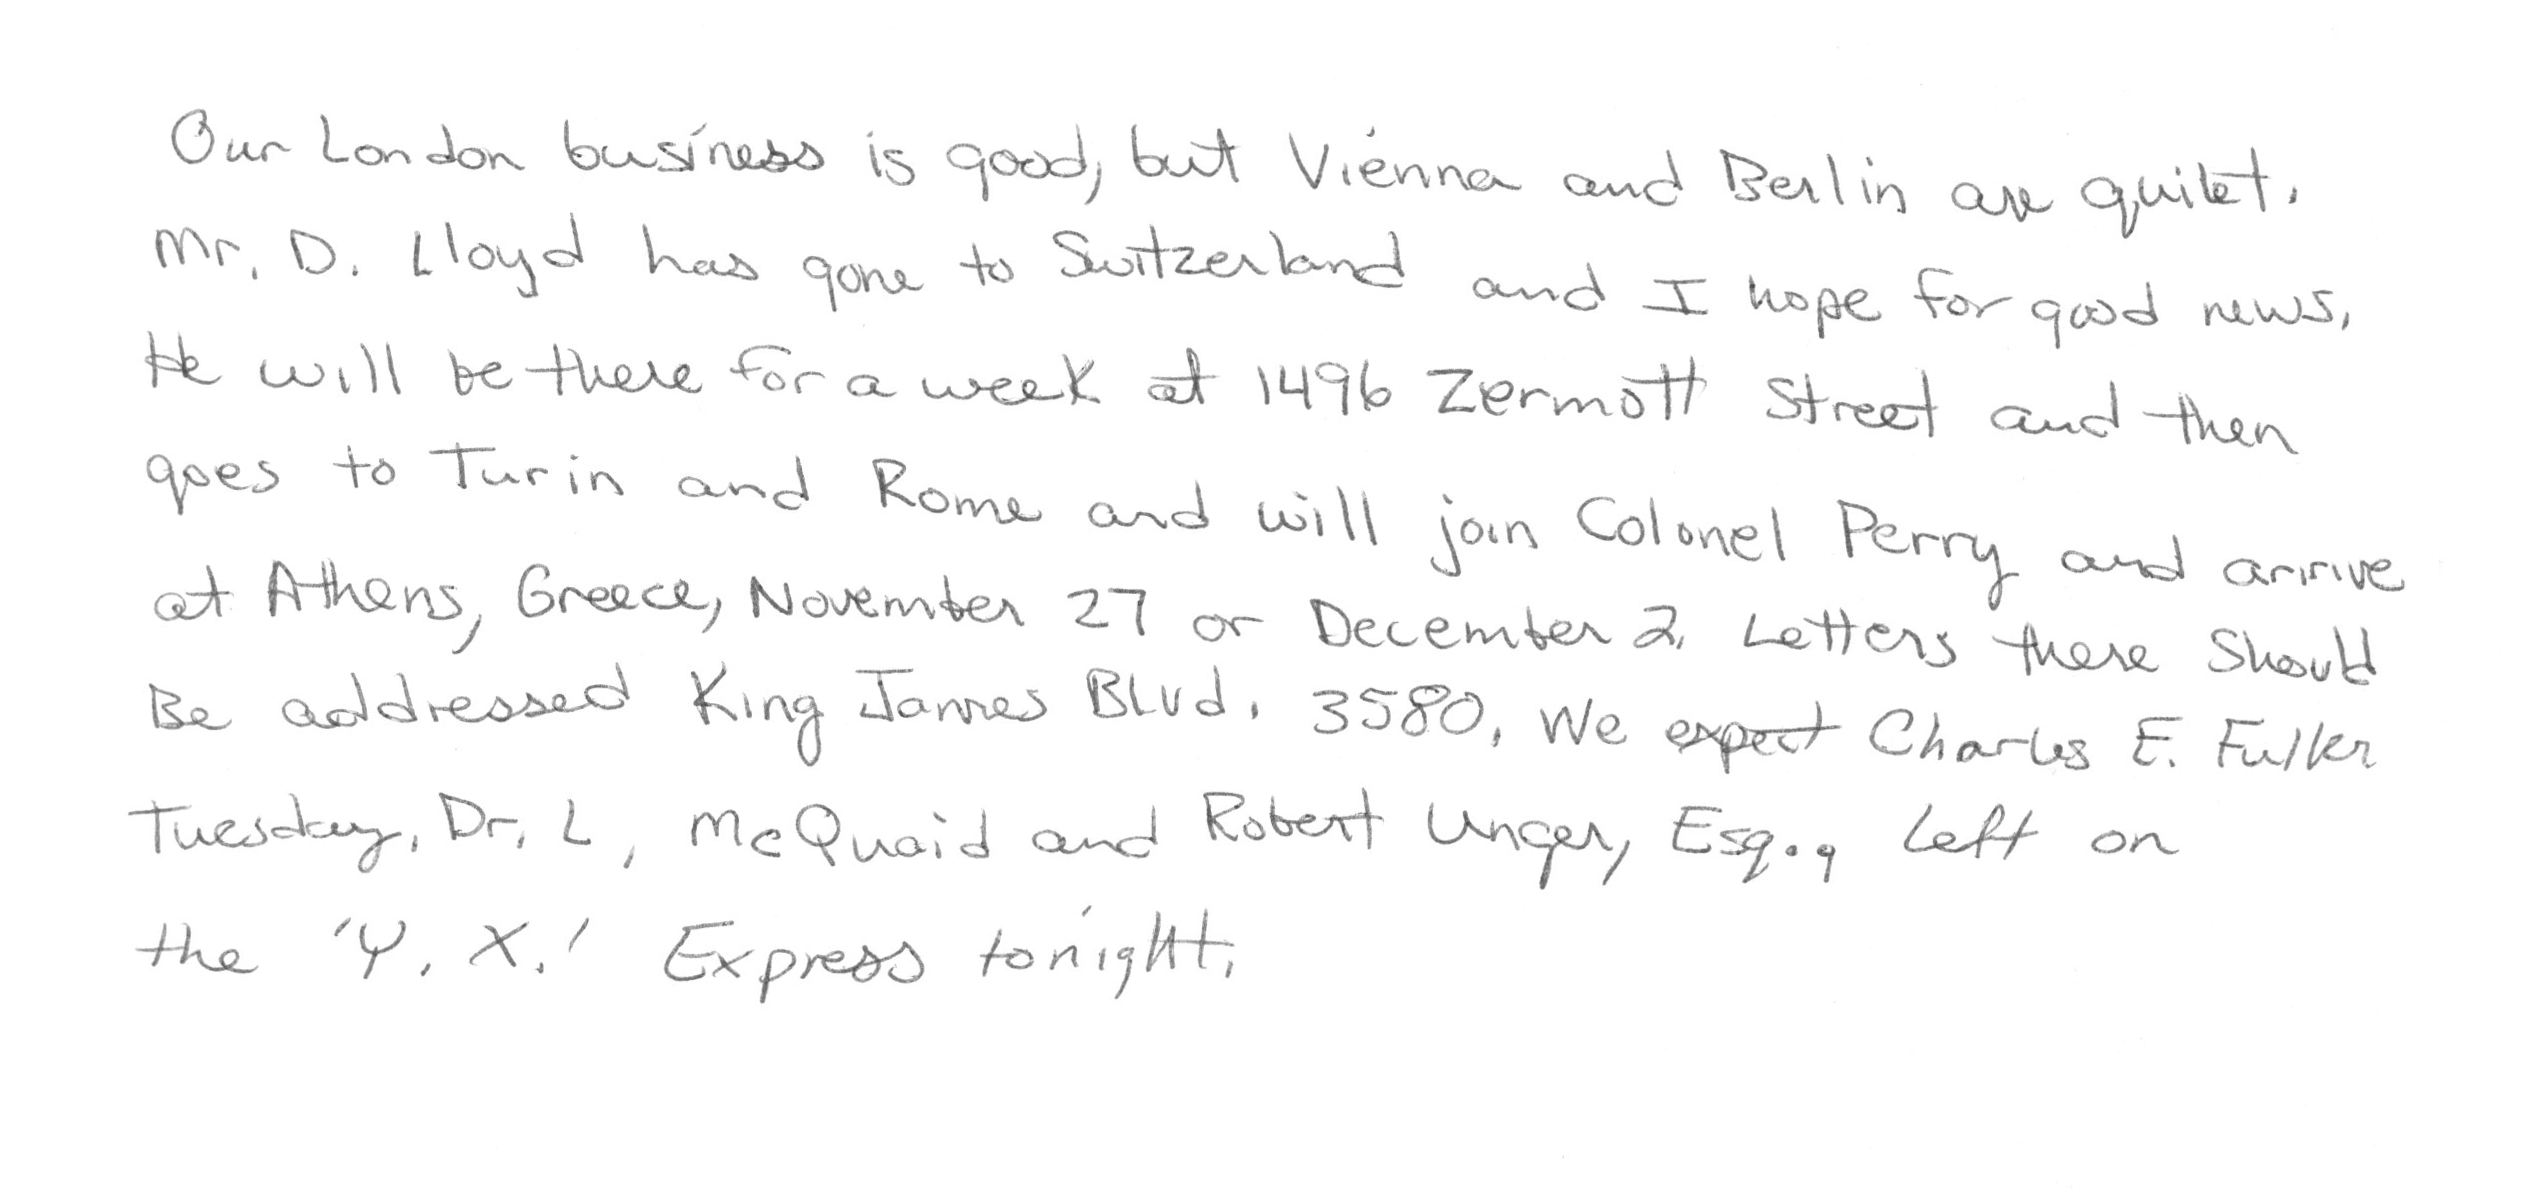 Our London business is good, but Vienna and Berlin are quiet.
Mr. D. Lloyd has gone to Switzerland and I hope for good news.
He will be there for a week at 1496 Zermott Street and then
goes to Turin and Rome and will join Colonel Perry and arrive
at Athens, Greece, November 27 or December 2. Letters there Should
Be addressed King James Blvd. 3580. We expect Charles E. Fuller
Tuesday. Dr. L, McQuaid and Robert Unger, Esq., Left on
the 'Y. X.' Express tonight.